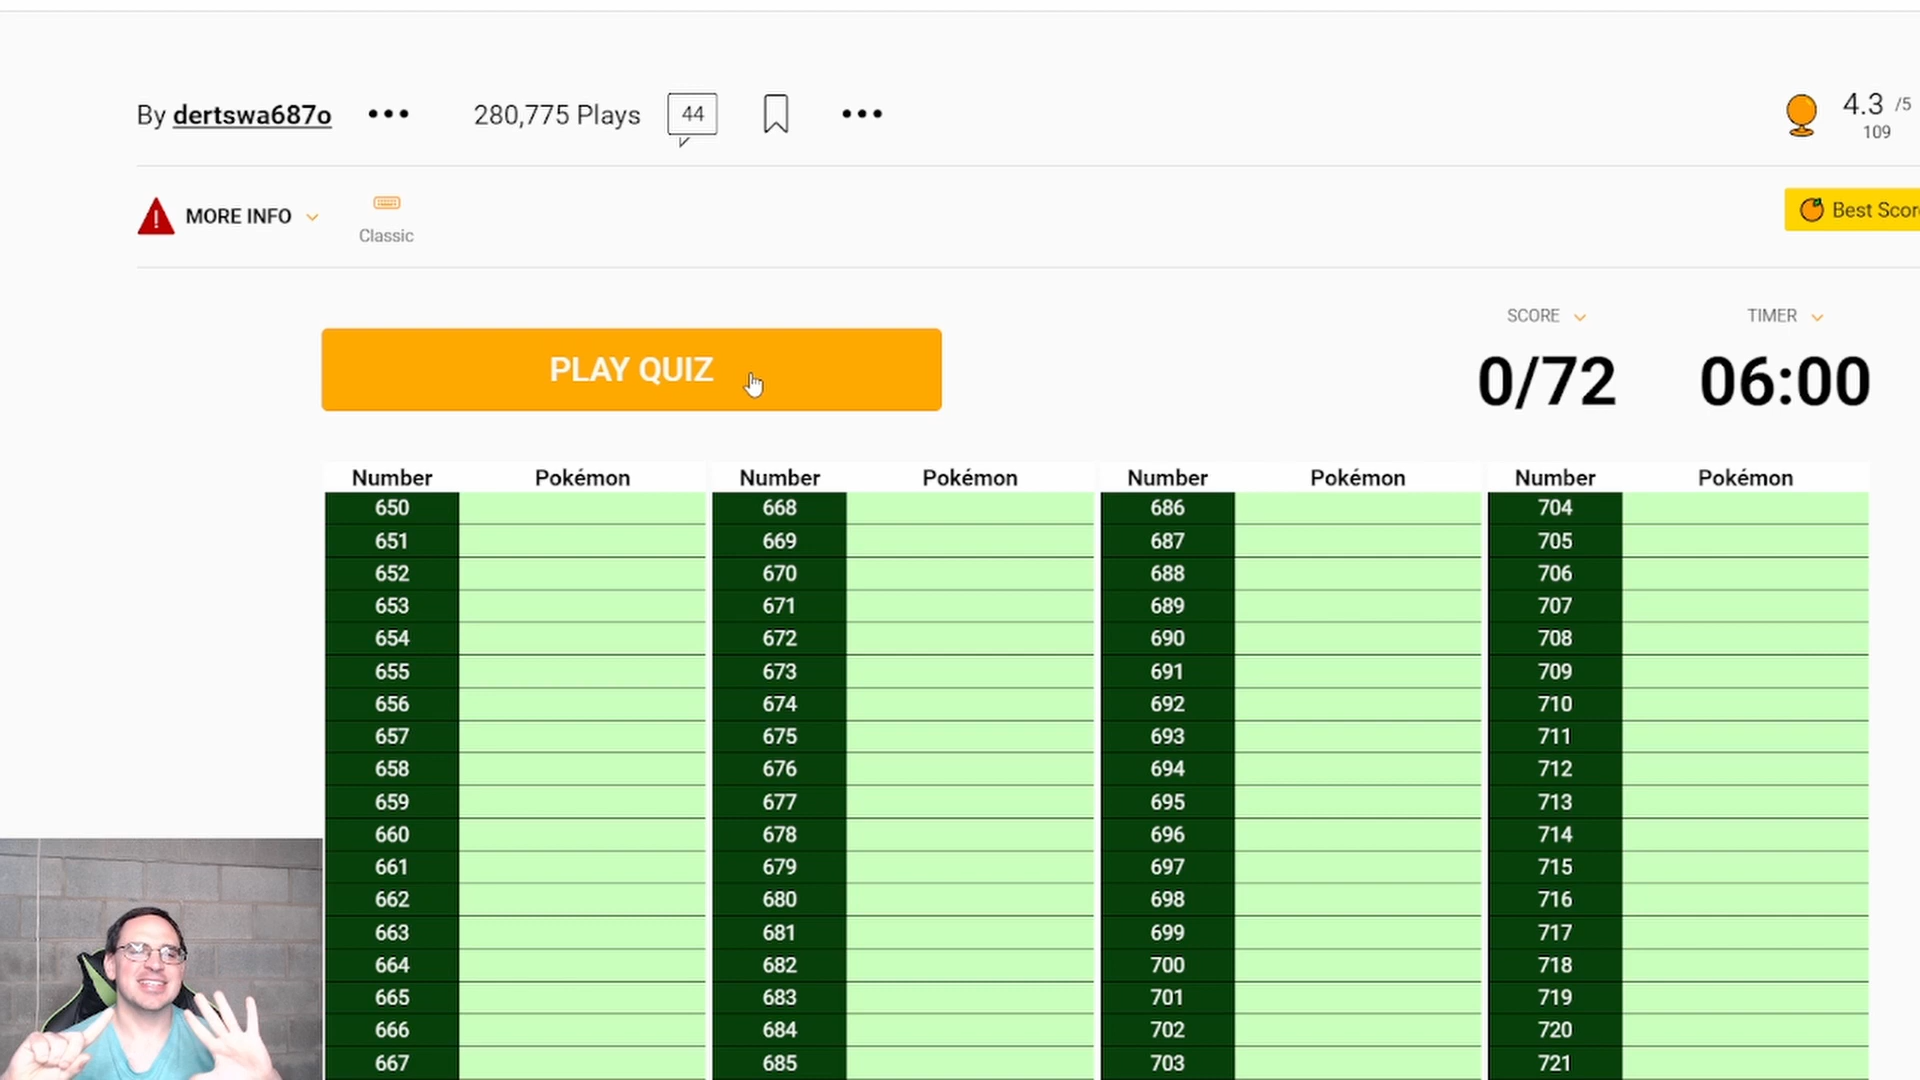 By dertswa687o ••• 280,775 Plays 44 •••
4.3 /5
109
MORE INFO
Classic
Best Scor
PLAY QUIZ
SCORE TIMER
0/72 06:00
Number Pokémon Number Pokémon Number Pokémon Number Pokémon
650 668 686 704
651 669 687 705
652 670 688 706
653 671 689 707
654 672 690 708
655 673 691 709
656 674 692 710
657 675 693 711
658 676 694 712
659 677 695 713
660 678 696 714
661 679 697 715
662 680 698 716
663 681 699 717
664 682 700 718
665 683 701 719
666 684 702 720
667 685 703 721